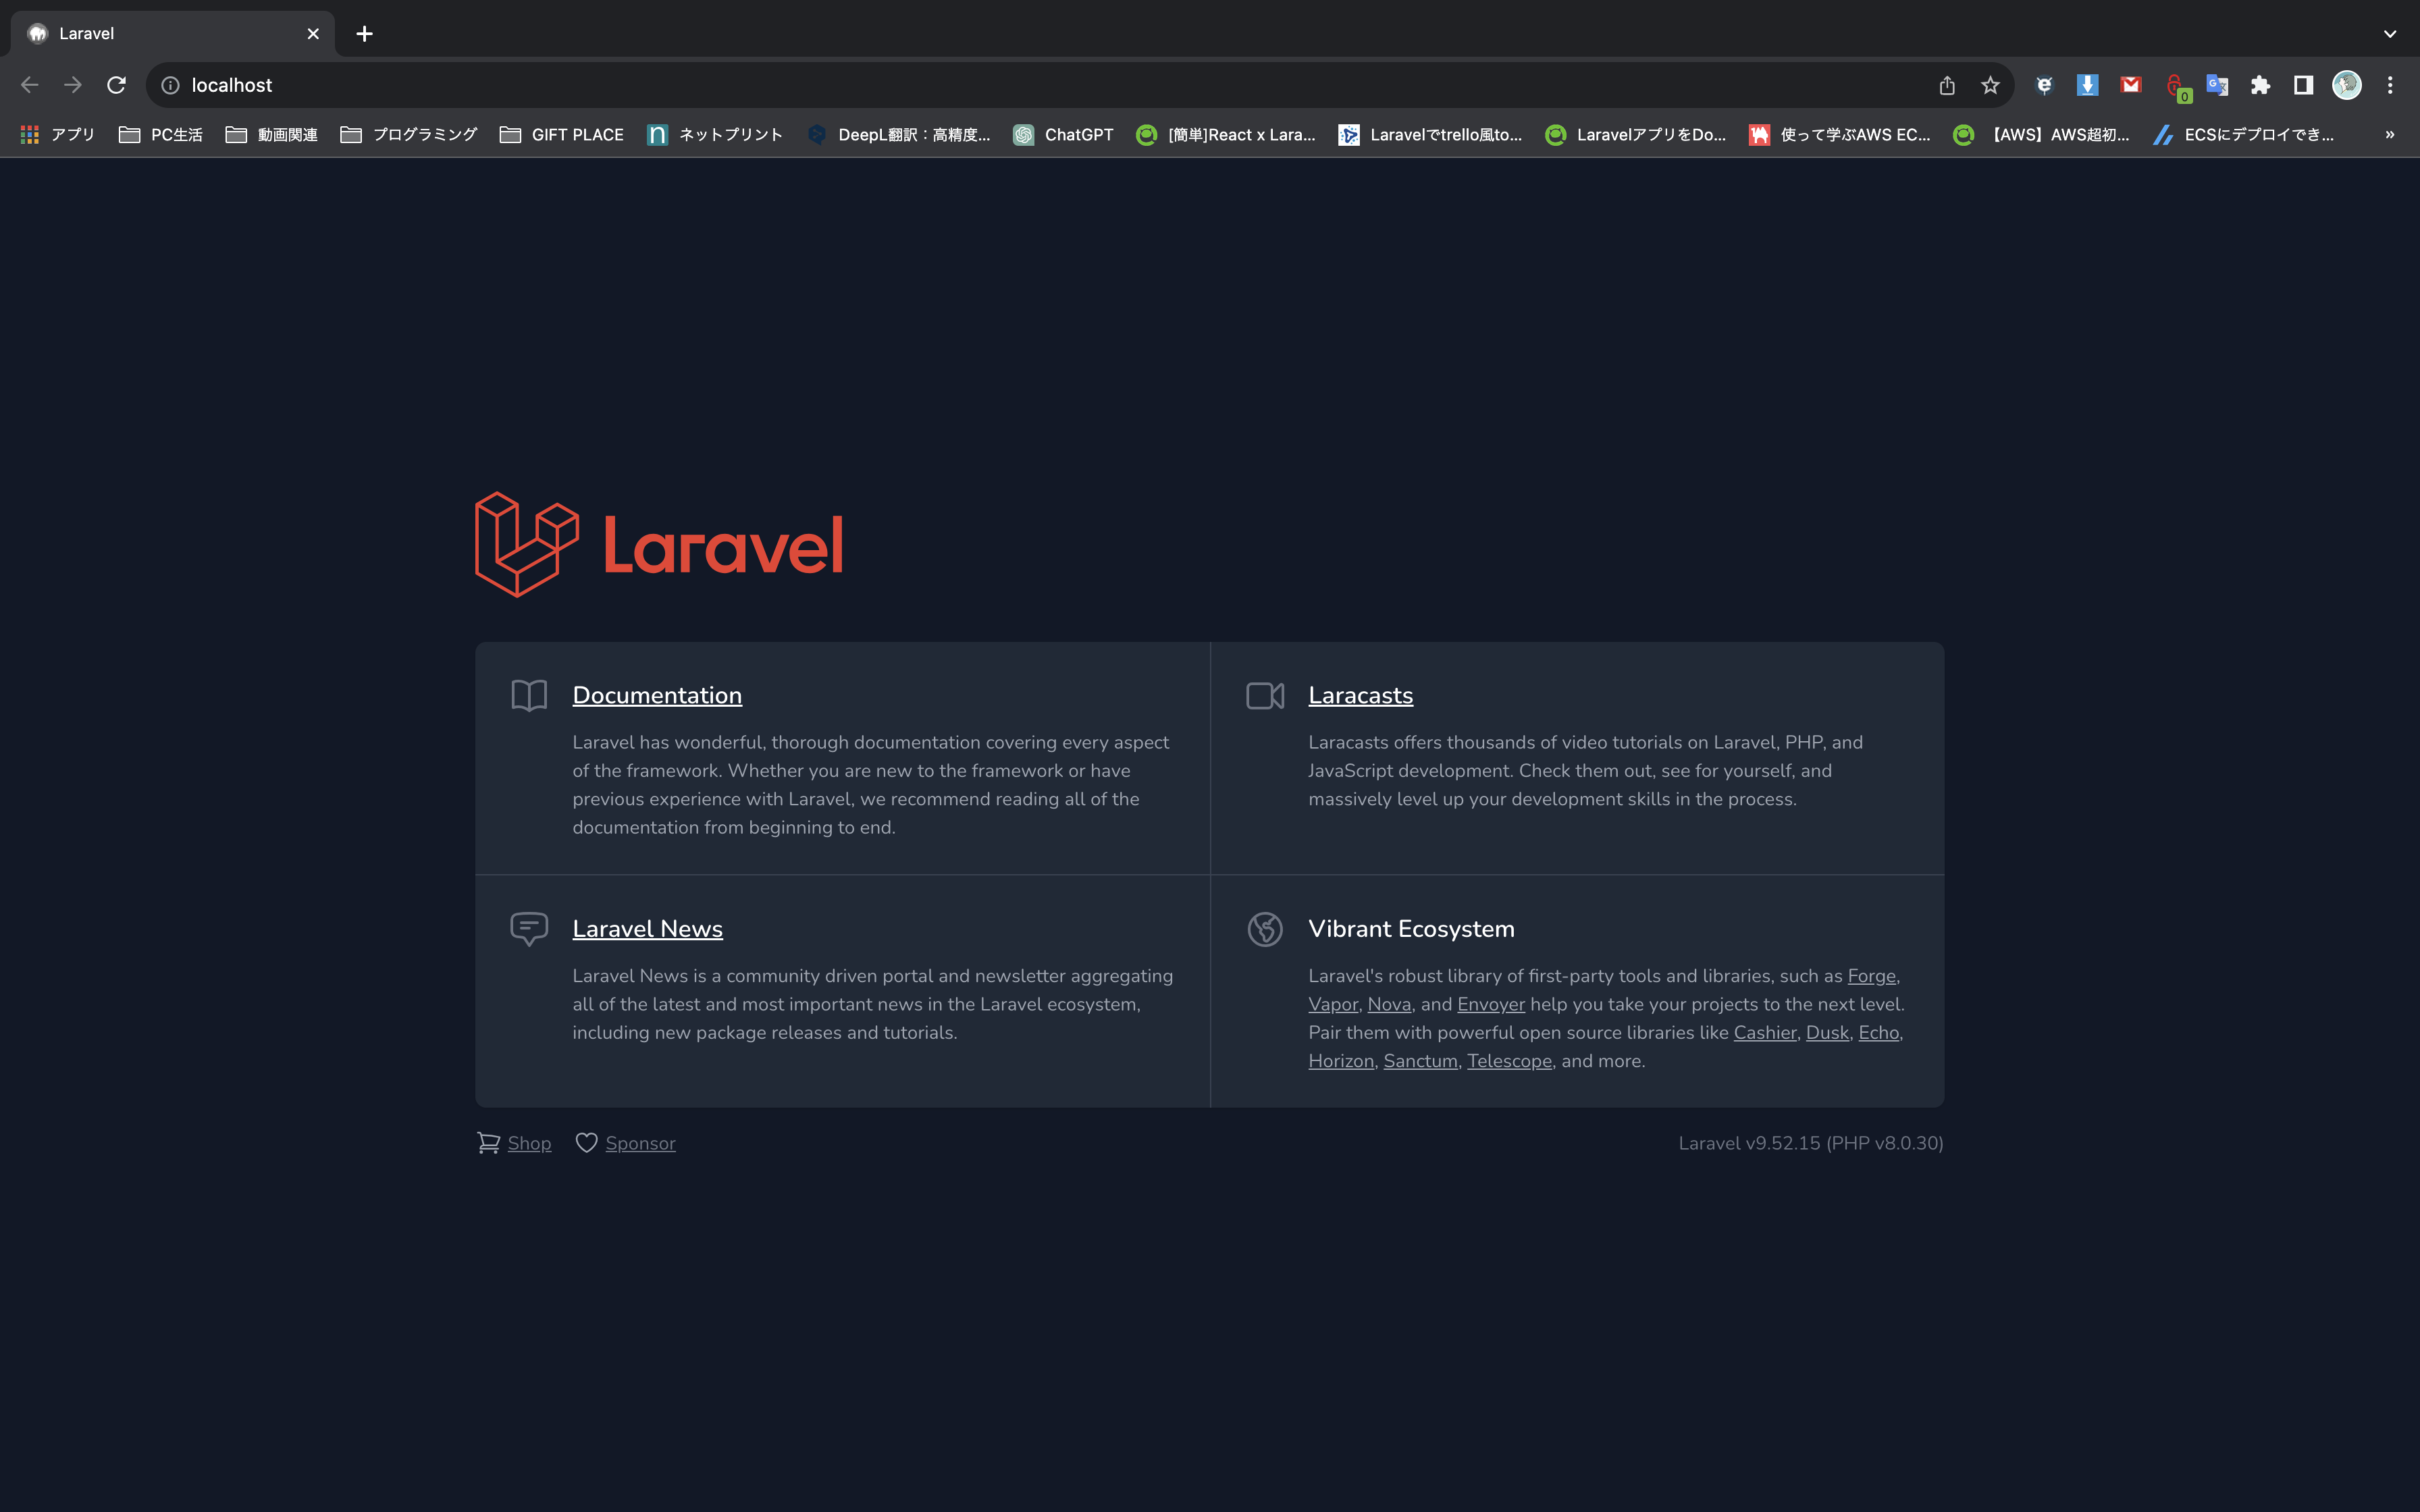 Laravel
localhost
アプリ PC生活 動画関連 プログラミング GIFT PLACE ネットプリント DeepL翻訳：高精度... ChatGPT [簡単]React x Lara... Laravelでtrello風to... LaravelアプリをDo... 使って学ぶAWS EC... 【AWS】AWS超初... ECSにデプロイでき... »
Laravel
Documentation
Laravel has wonderful, thorough documentation covering every aspect
of the framework. Whether you are new to the framework or have
previous experience with Laravel, we recommend reading all of the
documentation from beginning to end.
Laracasts
Laracasts offers thousands of video tutorials on Laravel, PHP, and
JavaScript development. Check them out, see for yourself, and
massively level up your development skills in the process.
Laravel News
Laravel News is a community driven portal and newsletter aggregating
all of the latest and most important news in the Laravel ecosystem,
including new package releases and tutorials.
Vibrant Ecosystem
Laravel's robust library of first-party tools and libraries, such as Forge,
Vapor, Nova, and Envoyer help you take your projects to the next level.
Pair them with powerful open source libraries like Cashier, Dusk, Echo,
Horizon, Sanctum, Telescope, and more.
Shop Sponsor
Laravel v9.52.15 (PHP v8.0.30)